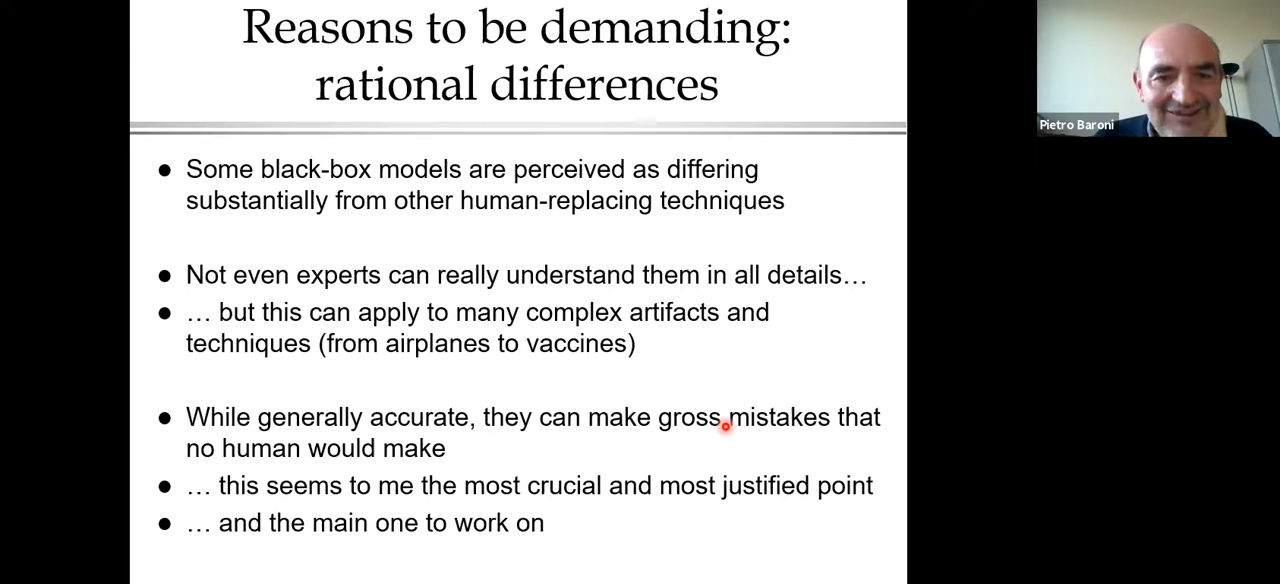 Reasons to be demanding:
rational differences
Pietro Baroni
● Some black-box models are perceived as differing
substantially from other human-replacing techniques
● Not even experts can really understand them in all details…
● … but this can apply to many complex artifacts and
techniques (from airplanes to vaccines)
● While generally accurate, they can make gross mistakes that
no human would make
● … this seems to me the most crucial and most justified point
● … and the main one to work on